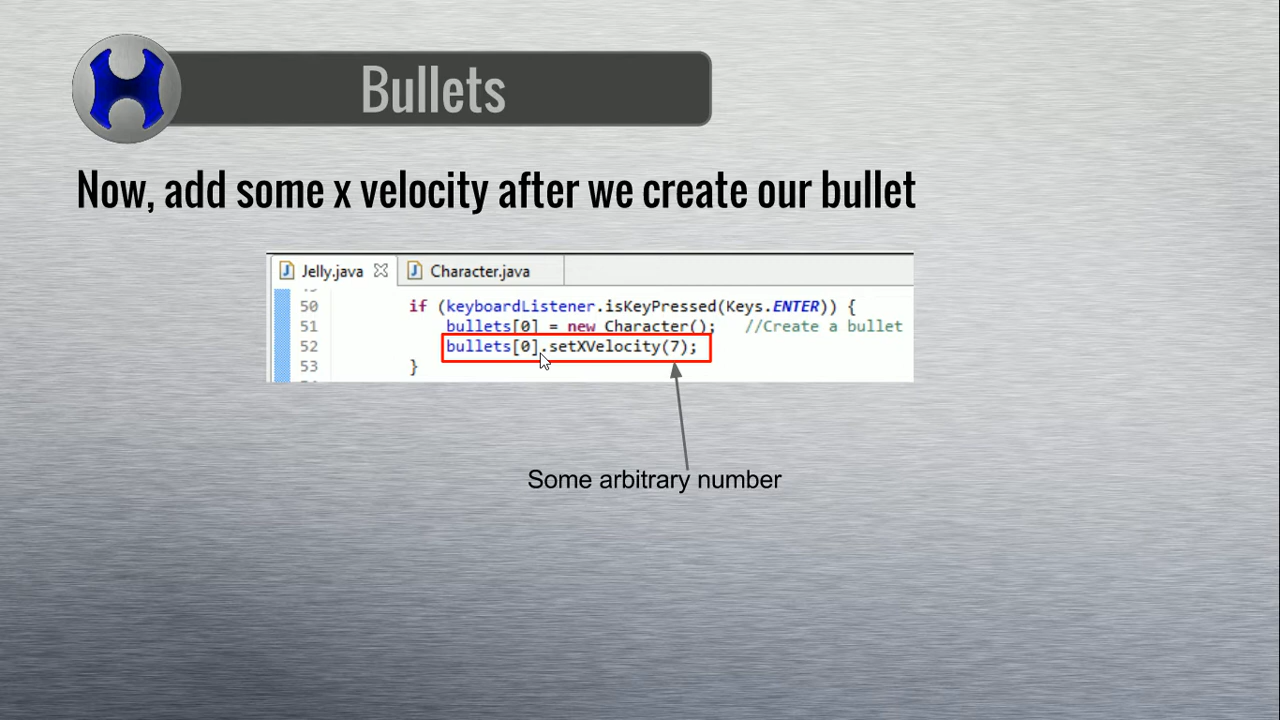 Bullets
Now, add some x velocity after we create our bullet
Jelly.java Character.java
50 if (keyboardListener.isKeyPressed(Keys.ENTER)) {
51 bullets[0] = new Character(); //Create a bullet
52 bullets[0].setXVelocity(7);
53 }
Some arbitrary number